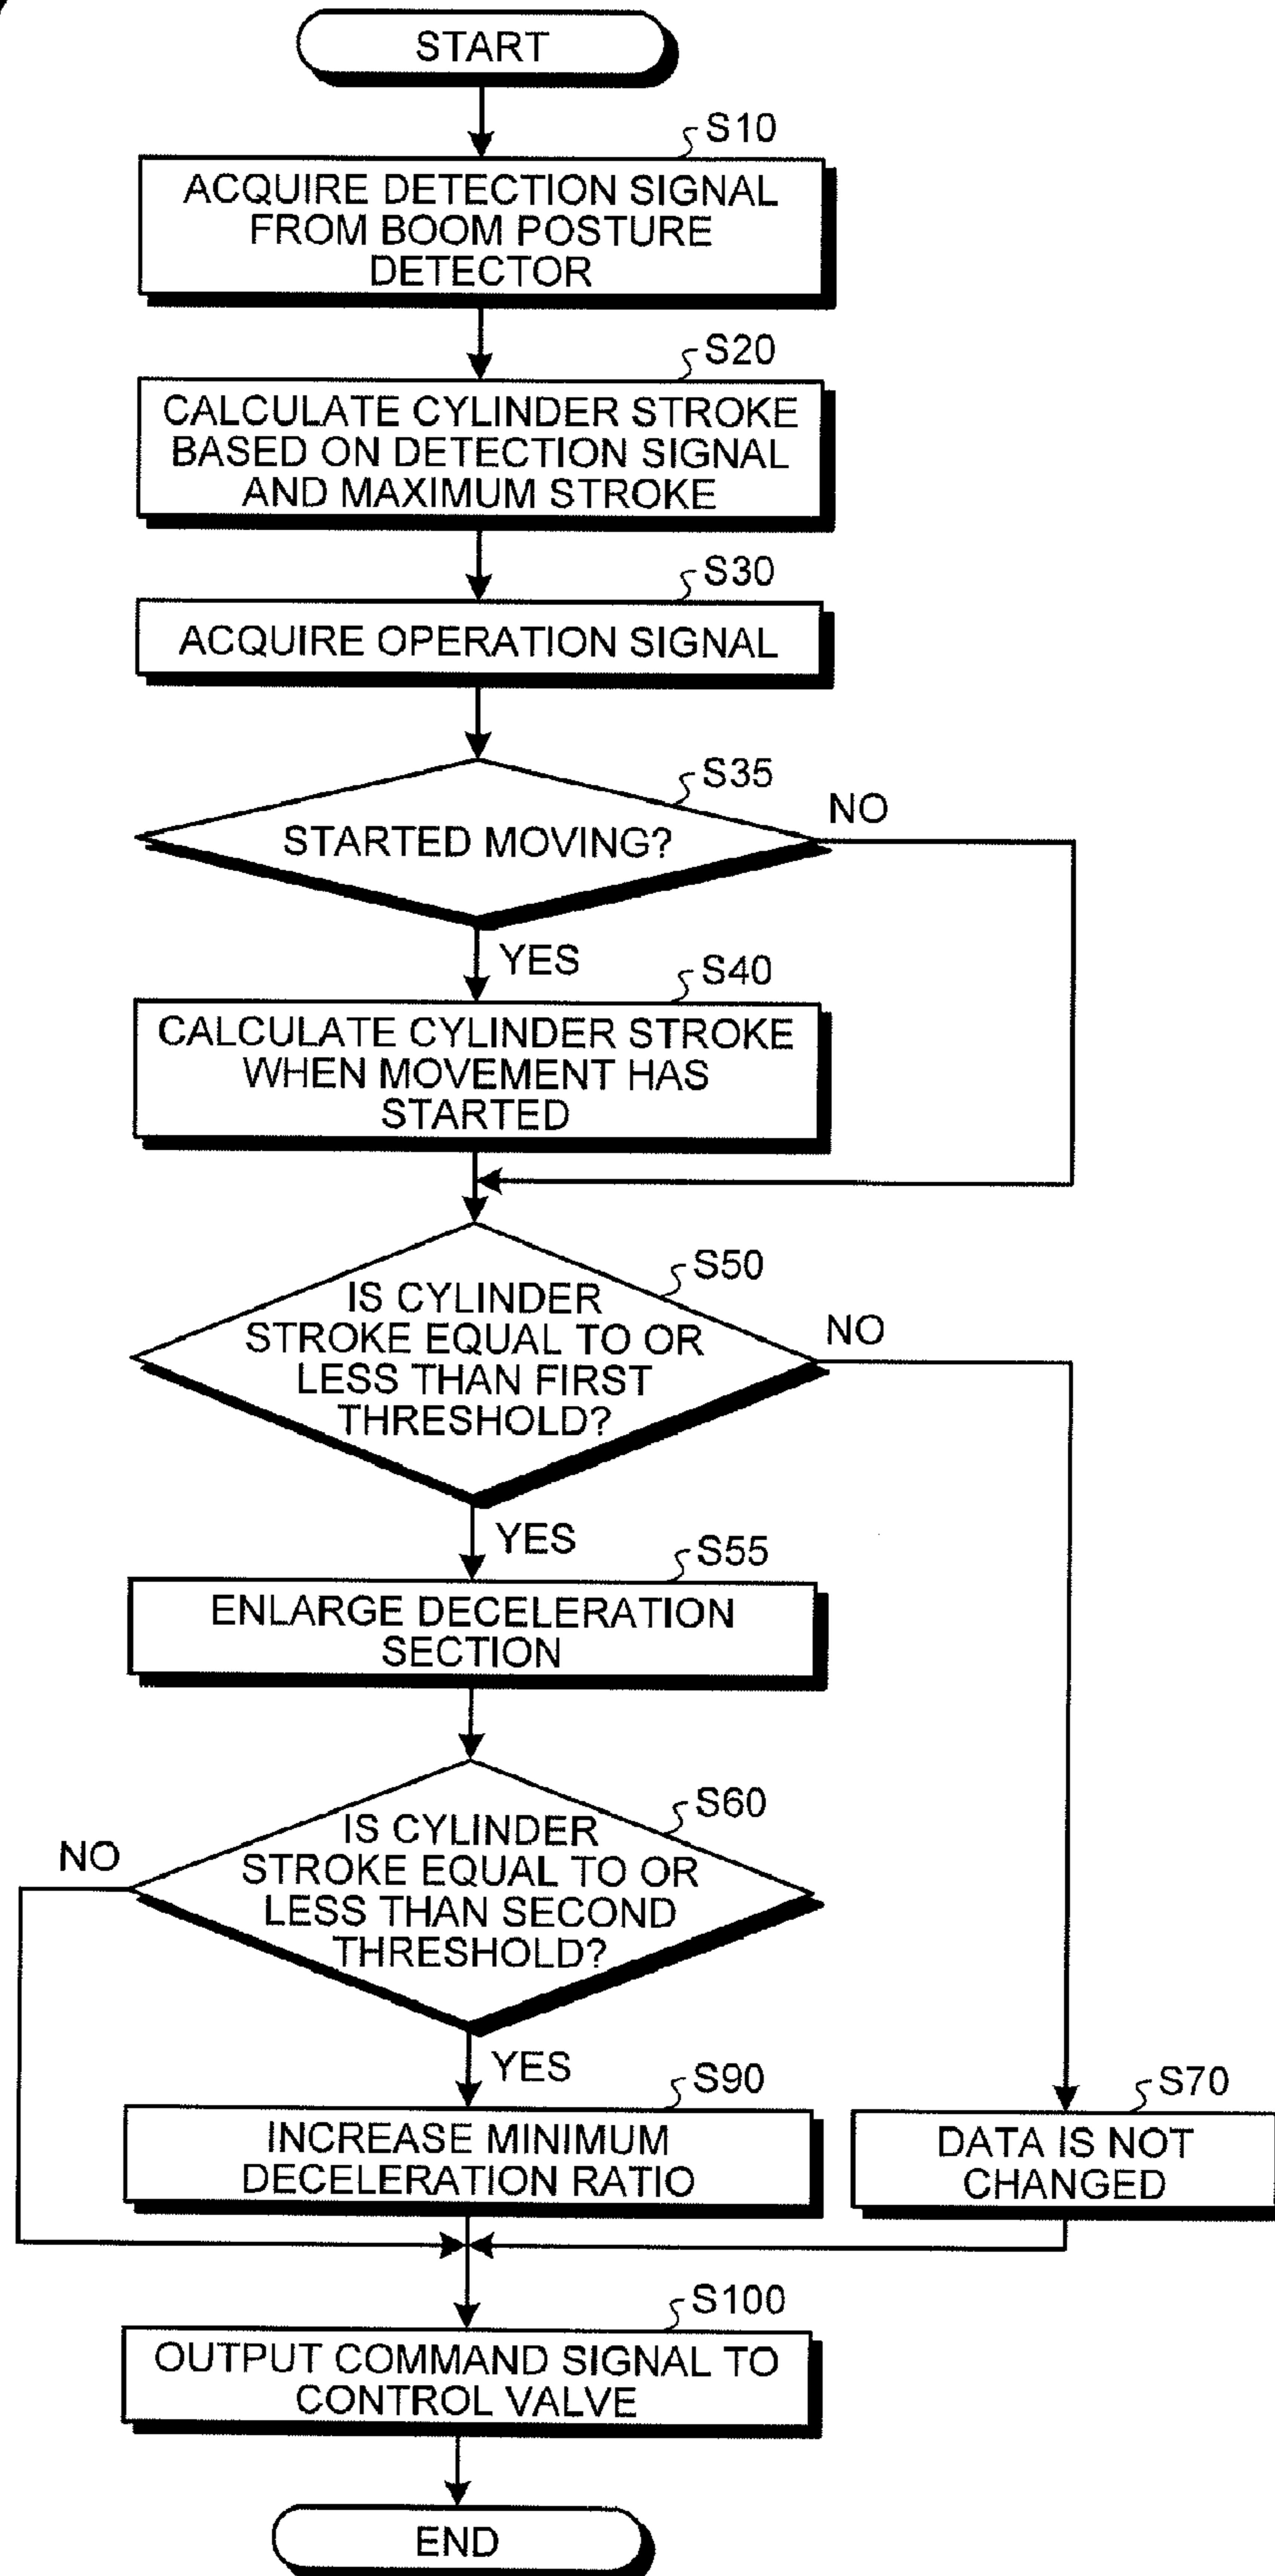 START
S10
ACQUIRE DETECTION SIGNAL
FROM BOOM POSTURE
DETECTOR
S20
CALCULATE CYLINDER STROKE
BASED ON DETECTION SIGNAL
AND MAXIMUM STROKE
S30
ACQUIRE OPERATION SIGNAL
S35
STARTED MOVING?
NO
YES
S40
CALCULATE CYLINDER STROKE
WHEN MOVEMENT HAS
STARTED
S50
IS CYLINDER
STROKE EQUAL TO OR
LESS THAN FIRST
THRESHOLD?
NO
YES
S55
ENLARGE DECELERATION
SECTION
S60
IS CYLINDER
STROKE EQUAL TO OR
LESS THAN SECOND
THRESHOLD?
NO
YES
S90
INCREASE MINIMUM
DECELERATION RATIO
S70
DATA IS NOT
CHANGED
S100
OUTPUT COMMAND SIGNAL TO
CONTROL VALVE
END